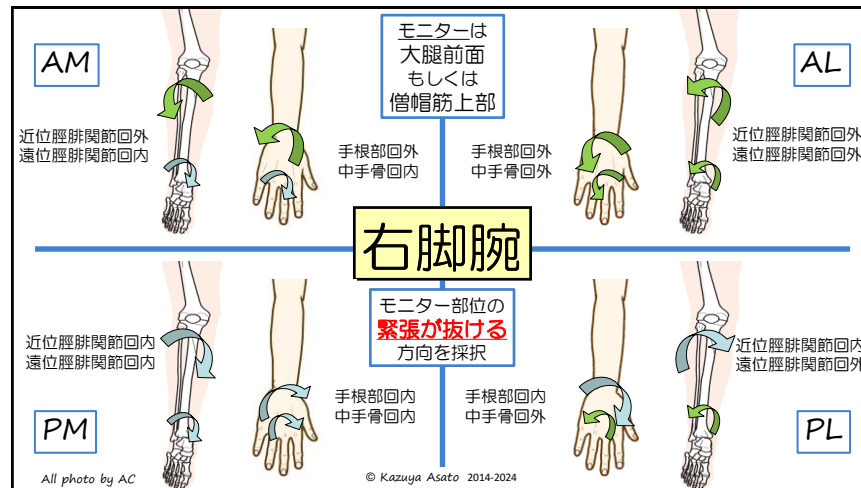 AM
近位脛腓関節回外
遠位脛腓関節回内
手根部回外
中手骨回内
モニターは
大腿前面
もしくは
僧帽筋上部
手根部回外
中手骨回外
AL
近位脛腓関節回外
遠位脛腓関節回外
右脚腕
近位脛腓関節回内
遠位脛腓関節回内
PM
手根部回内
中手骨回内
モニター部位の
緊張が抜ける
方向を採択
手根部回内
中手骨回外
近位脛腓関節回内
遠位脛腓関節回外
PL
All photo by AC
© Kazuya Asato 2014-2024